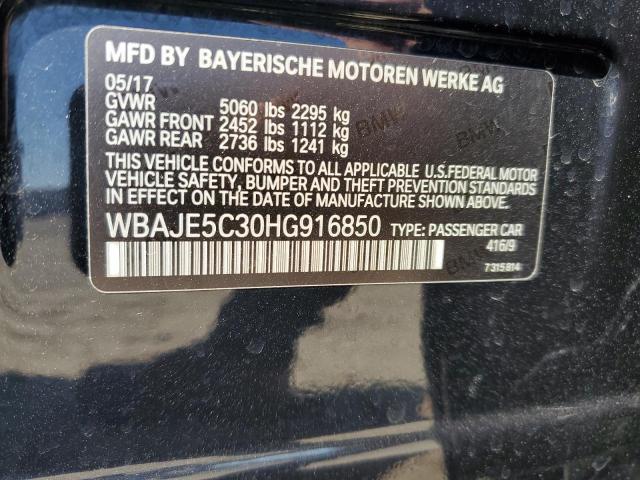 MFD BY BAYERISCHE MOTOREN WERKE AG
05/17
GVWR 5060 lbs 2295 kg
GAWR FRONT 2452 lbs 1112 kg
GAWR REAR 2736 lbs 1241 kg
THIS VEHICLE CONFORMS TO ALL APPLICABLE U.S.FEDERAL MOTOR
VEHICLE SAFETY, BUMPER AND THEFT PREVENTION STANDARDS
IN EFFECT ON THE DATE OF MANUFACTURE SHOWN ABOVE.
WBAJE5C30HG916850 TYPE: PASSENGER CAR
416/9
7315814